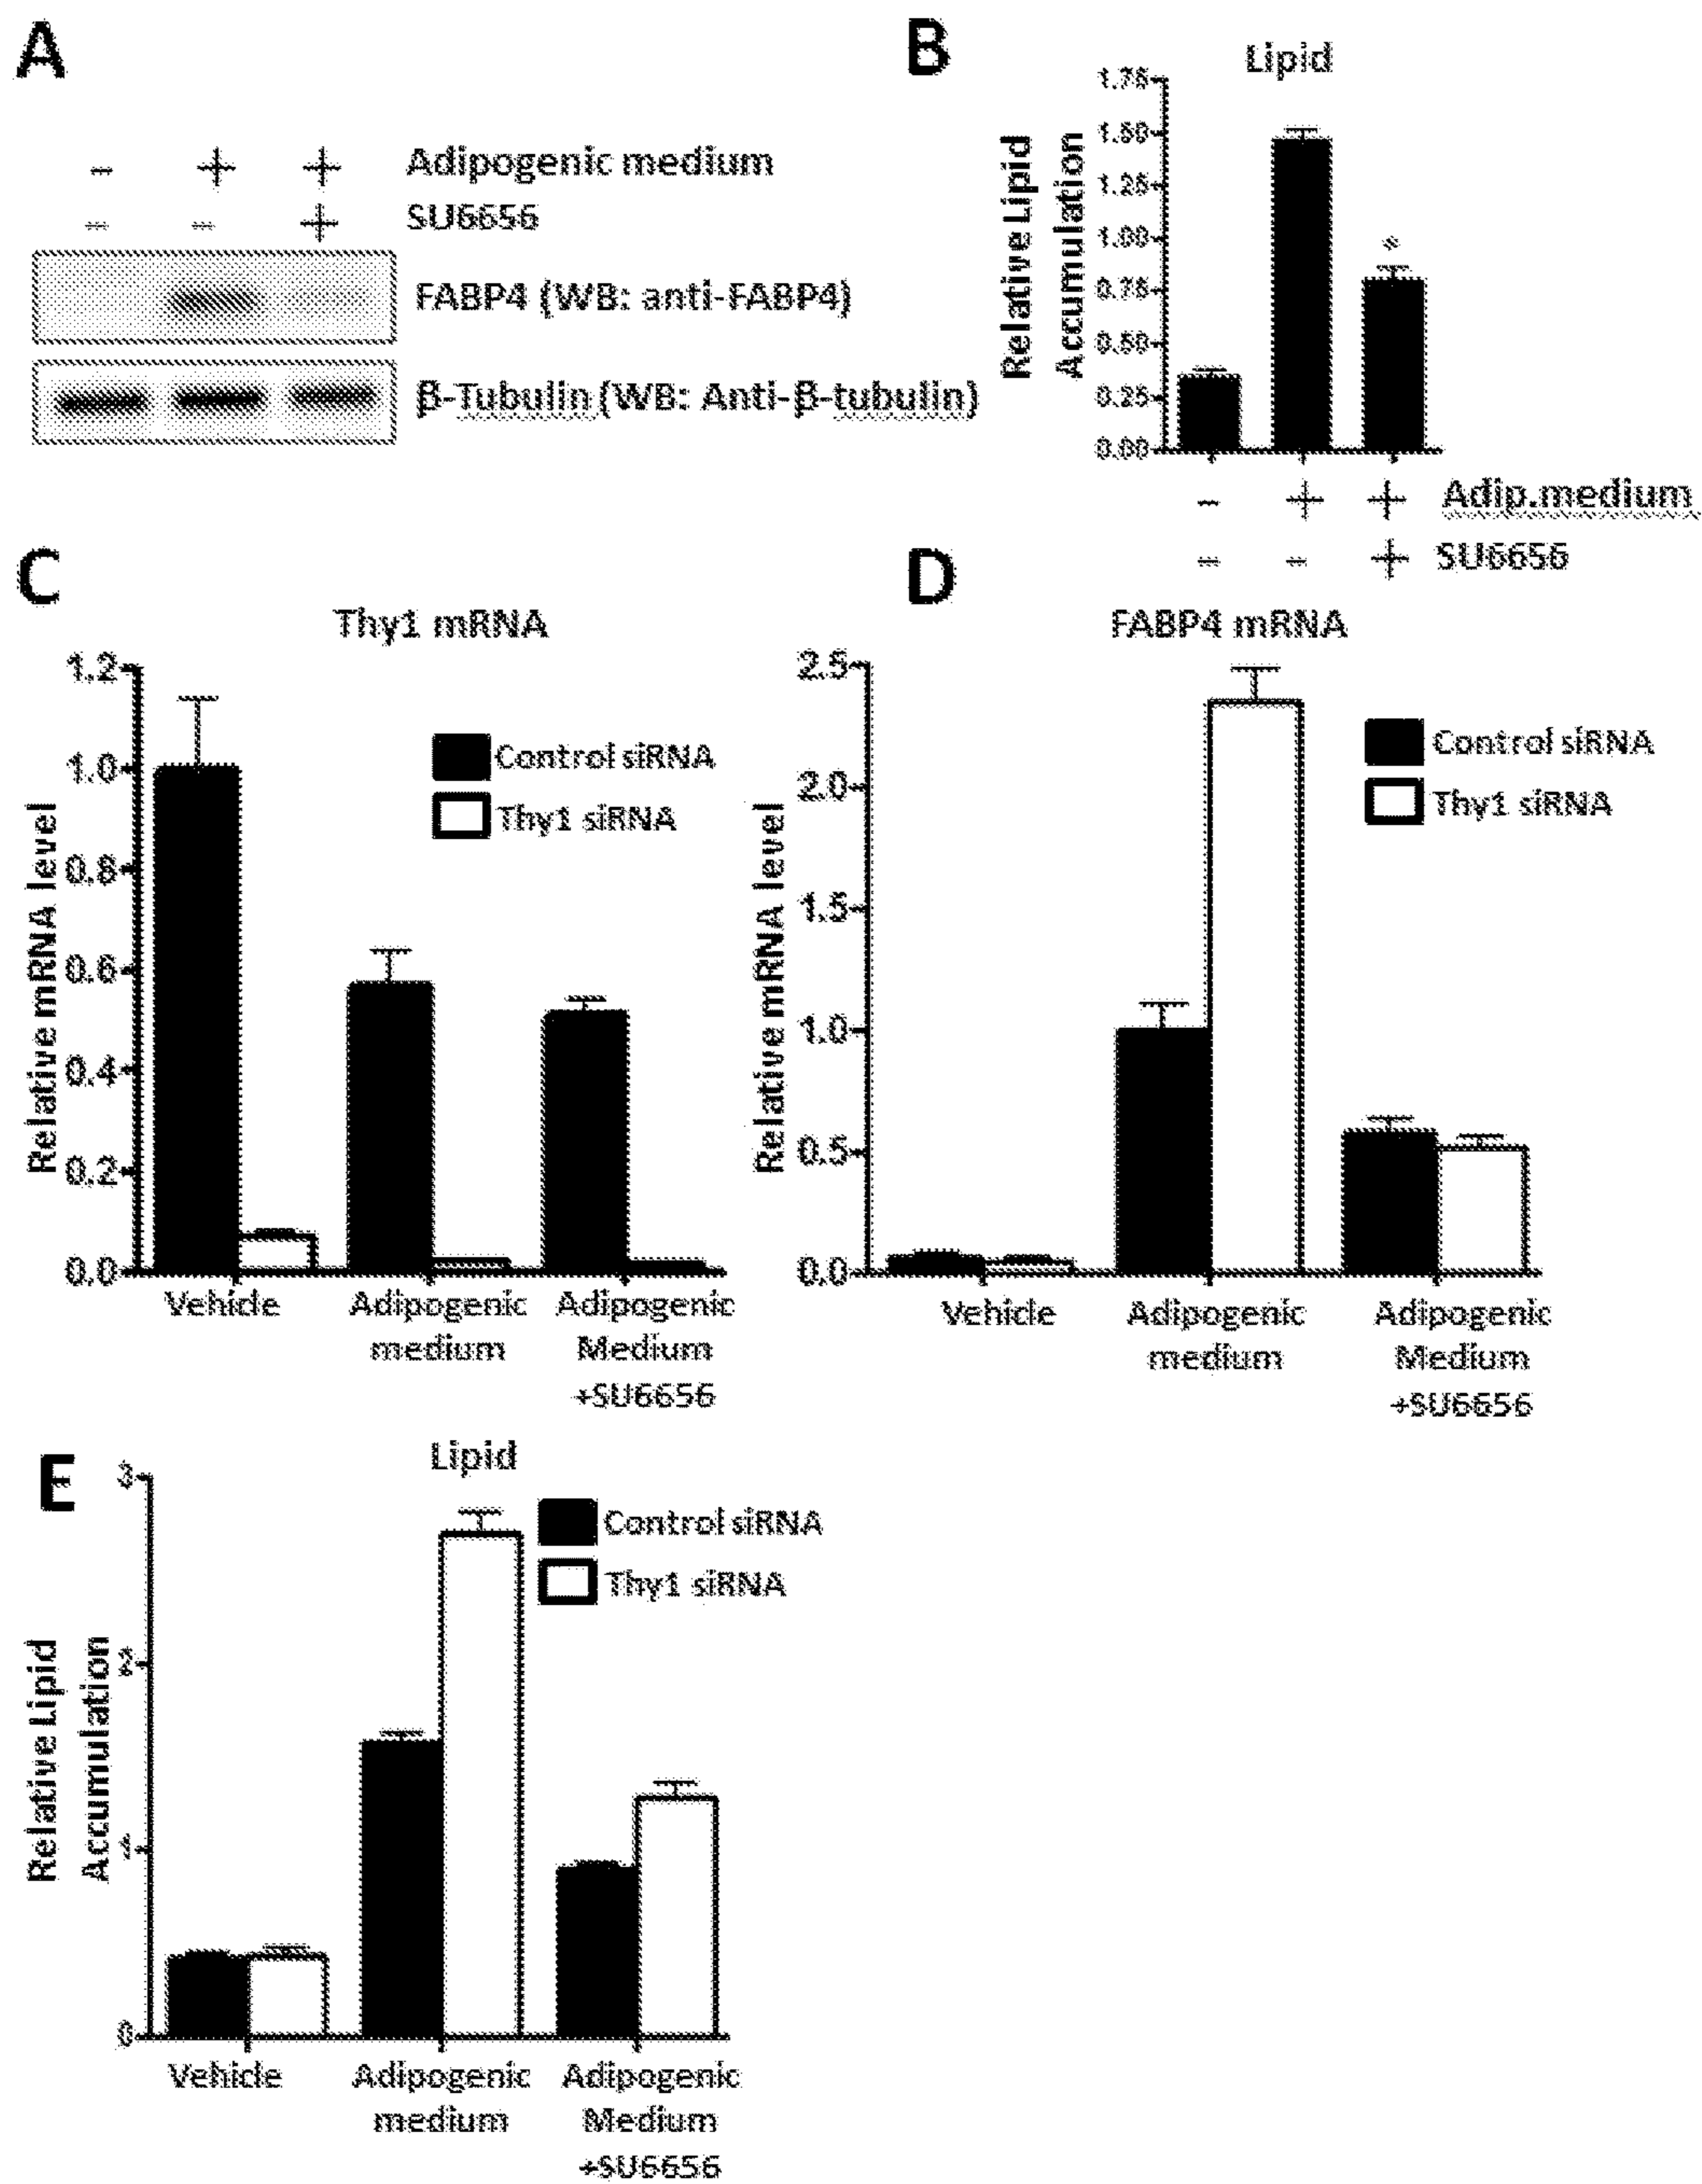 A
- + + Adipogenic medium
- - + SU6656
FABP4 (WB: anti-FABP4)
β-Tubulin (WB: Anti-β-tubulin)
B
Lipid
Relative Lipid
Accumulation
1.75
1.50
1.25
1.00
0.75
0.50
0.25
0.00
*
- + + Adip.medium
- - + SU6656
C
Thy1 mRNA
Relative mRNA level
1.2
1.0
0.8
0.6
0.4
0.2
0.0
Control siRNA
Thy1 siRNA
Vehicle
Adipogenic
medium
Adipogenic
Medium
+SU6656
D
FABP4 mRNA
Relative mRNA level
2.5
2.0
1.5
1.0
0.5
0.0
Control siRNA
Thy1 siRNA
Vehicle
Adipogenic
medium
Adipogenic
Medium
+SU6656
E
Lipid
Relative Lipid
Accumulation
3
2
1
0
Control siRNA
Thy1 siRNA
Vehicle
Adipogenic
medium
Adipogenic
Medium
+SU6656